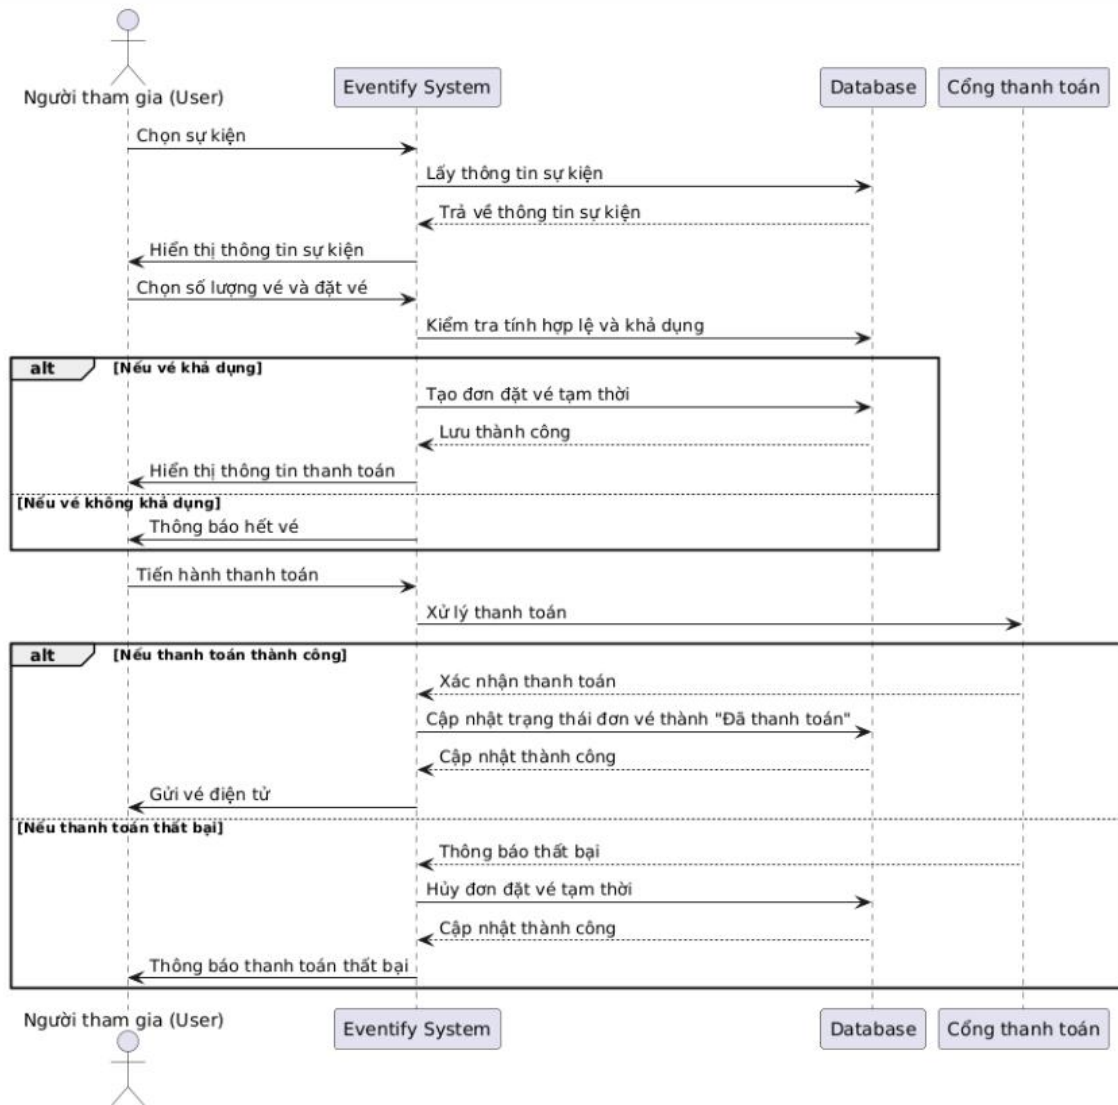 Người tham gia (User)
Eventify System
Database
Cổng thanh toán
Chọn sự kiện
Lấy thông tin sự kiện
Trả về thông tin sự kiện
Hiển thị thông tin sự kiện
Chọn số lượng vé và đặt vé
Kiểm tra tính hợp lệ và khả dụng
alt [Nếu vé khả dụng]
Tạo đơn đặt vé tạm thời
Lưu thành công
Hiển thị thông tin thanh toán
[Nếu vé không khả dụng]
Thông báo hết vé
Tiến hành thanh toán
Xử lý thanh toán
alt [Nếu thanh toán thành công]
Xác nhận thanh toán
Cập nhật trạng thái đơn vé thành "Đã thanh toán"
Cập nhật thành công
Gửi vé điện tử
[Nếu thanh toán thất bại]
Thông báo thất bại
Hủy đơn đặt vé tạm thời
Cập nhật thành công
Thông báo thanh toán thất bại
Người tham gia (User)
Eventify System
Database
Cổng thanh toán